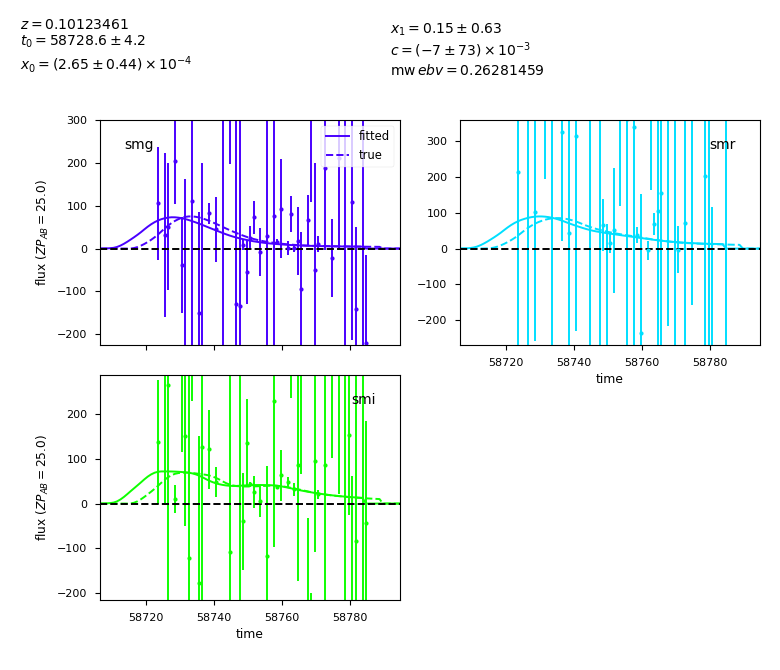 z = 0.10123461
t₀ = 58728.6 ± 4.2
x₀ = (2.65 ± 0.44) × 10⁻⁴
x₁ = 0.15 ± 0.63
c = (−7 ± 73) × 10⁻³
mw ebv = 0.26281459
300
200
100
0
−100
−200
flux (ZP_AB = 25.0)
smg
fitted
true
300
200
100
0
−100
−200
smr
58720 58740 58760 58780
time
200
100
0
−100
−200
flux (ZP_AB = 25.0)
smi
58720 58740 58760 58780
time